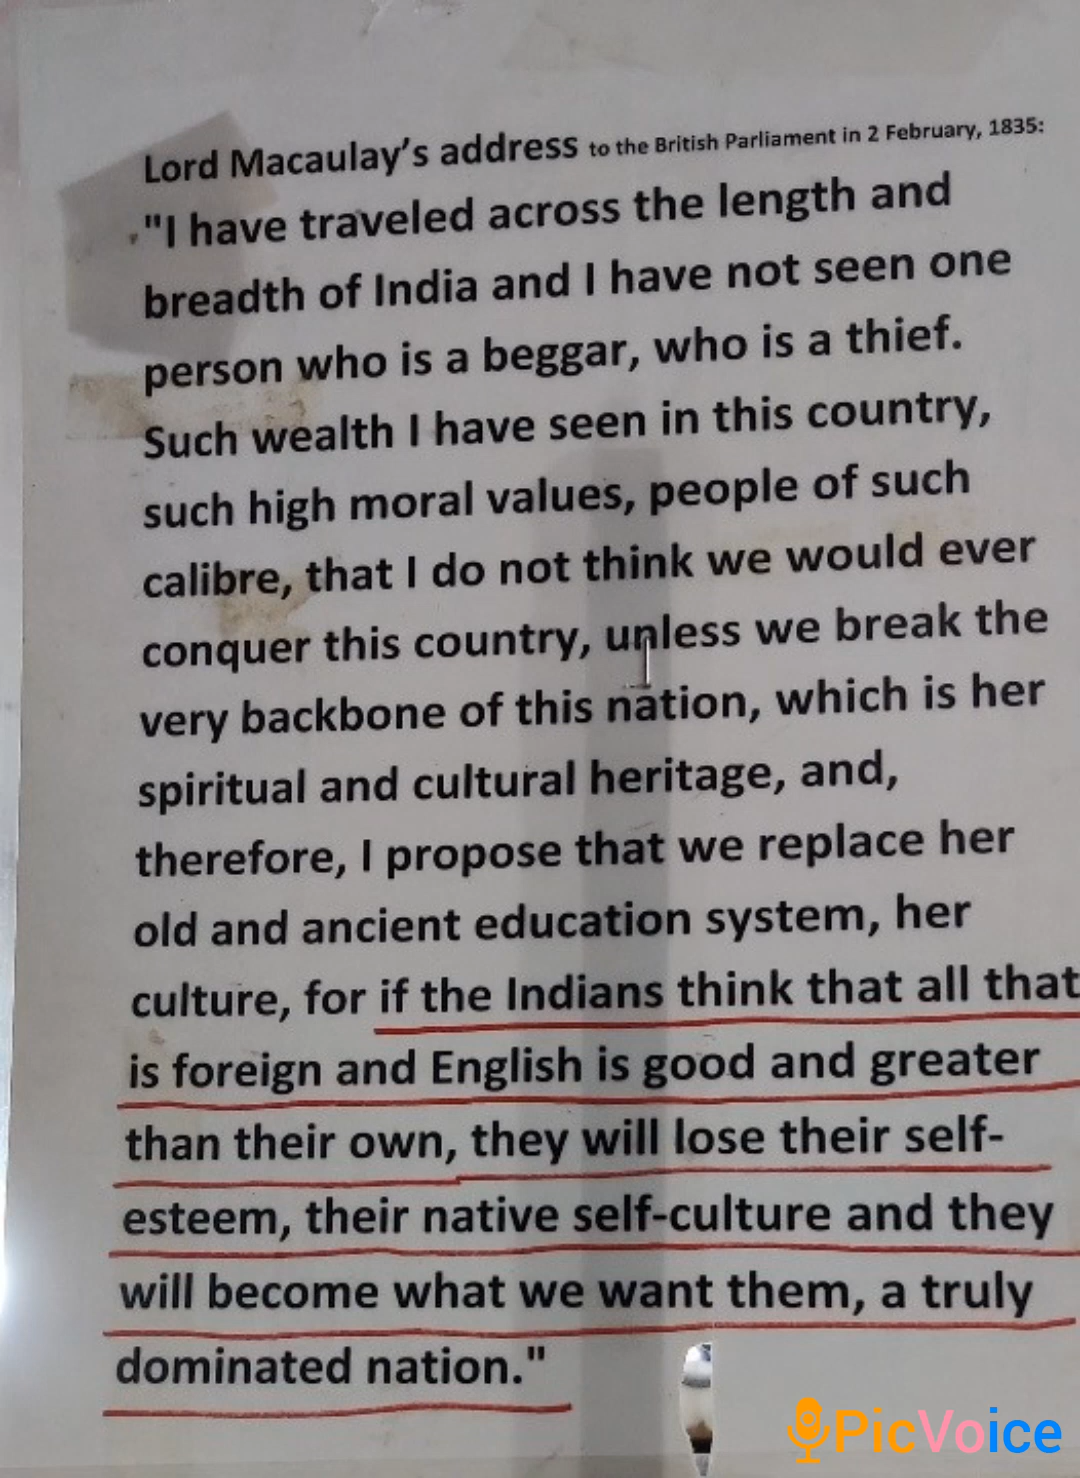 Lord Macaulay's address to the British Parliament in 2 February, 1835:
"I have traveled across the length and
breadth of India and I have not seen one
person who is a beggar, who is a thief.
Such wealth I have seen in this country,
such high moral values, people of such
calibre, that I do not think we would ever
conquer this country, unless we break the
very backbone of this nation, which is her
spiritual and cultural heritage, and,
therefore, I propose that we replace her
old and ancient education system, her
culture, for if the Indians think that all that
is foreign and English is good and greater
than their own, they will lose their self-
esteem, their native self-culture and they
will become what we want them, a truly
dominated nation."
PicVoice